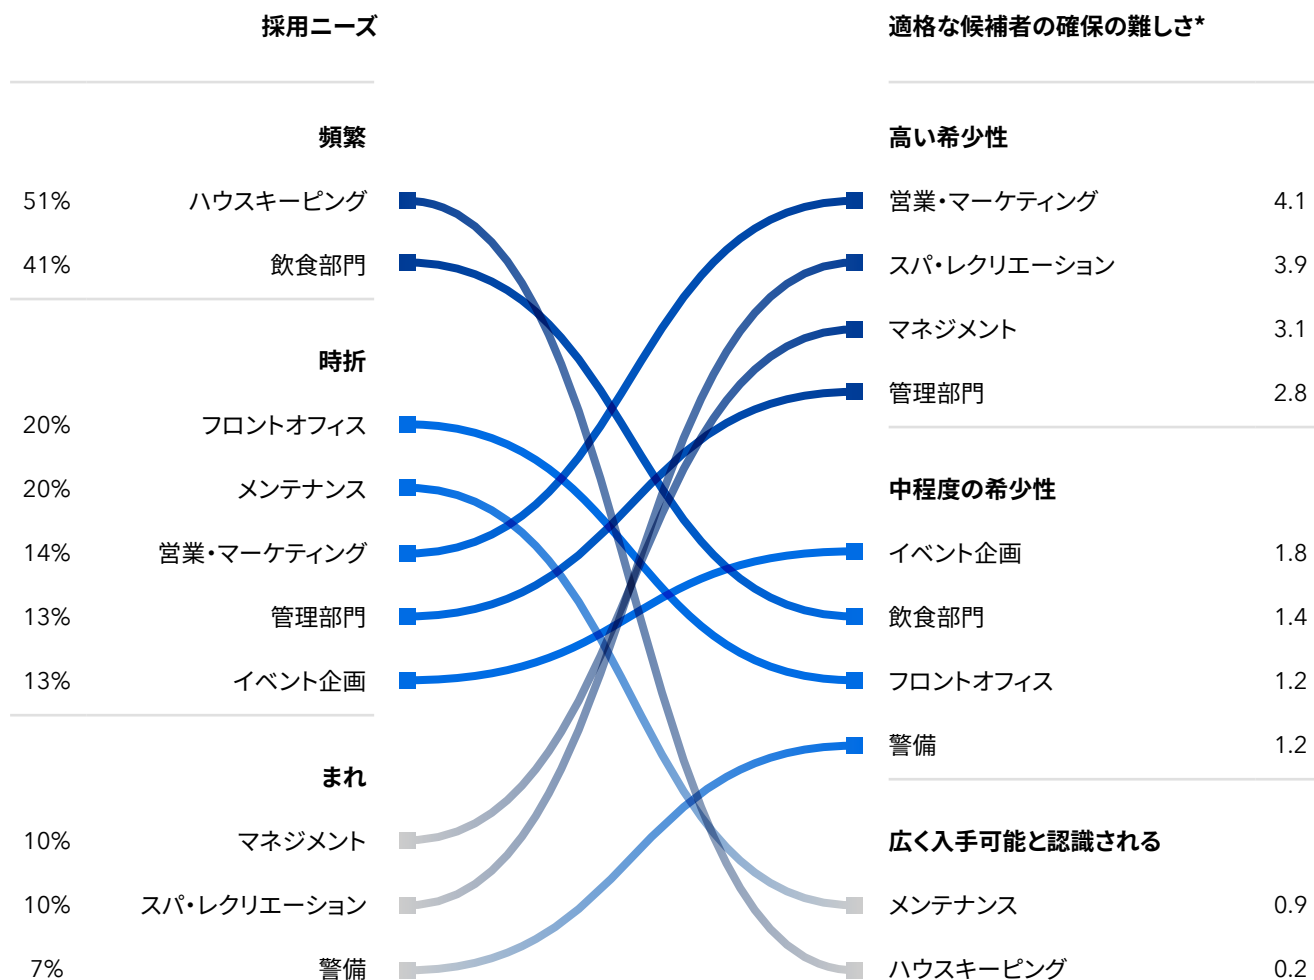 採用ニーズ
適格な候補者の確保の難しさ*
頻繁
51% ハウスキーピング
41% 飲食部門
時折
20% フロントオフィス
20% メンテナンス
14% 営業・マーケティング
13% 管理部門
13% イベント企画
まれ
10% マネジメント
10% スパ・レクリエーション
7% 警備
高い希少性
営業・マーケティング 4.1
スパ・レクリエーション 3.9
マネジメント 3.1
管理部門 2.8
中程度の希少性
イベント企画 1.8
飲食部門 1.4
フロントオフィス 1.2
警備 1.2
広く入手可能と認識される
メンテナンス 0.9
ハウスキーピング 0.2